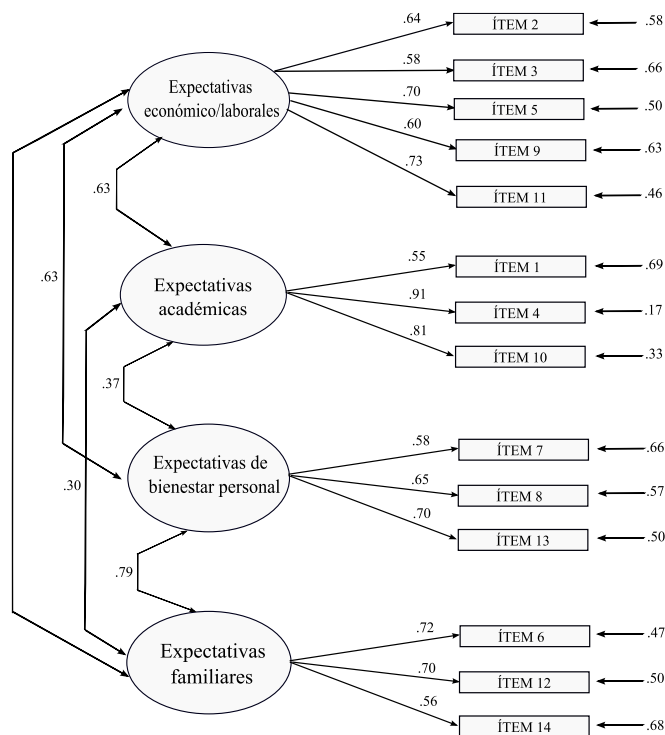 .64
ÍTEM 2
.58
Expectativas
económico/laborales
.58
ÍTEM 3
.66
.70
ÍTEM 5
.50
.60
ÍTEM 9
.63
.73
ÍTEM 11
.46
.63
.63
Expectativas
académicas
.55
ÍTEM 1
.69
.91
ÍTEM 4
.17
.81
ÍTEM 10
.33
.37
.30
Expectativas de
bienestar personal
.58
ÍTEM 7
.66
.65
ÍTEM 8
.57
.70
ÍTEM 13
.50
.79
Expectativas
familiares
.72
ÍTEM 6
.47
.70
ÍTEM 12
.50
.56
ÍTEM 14
.68